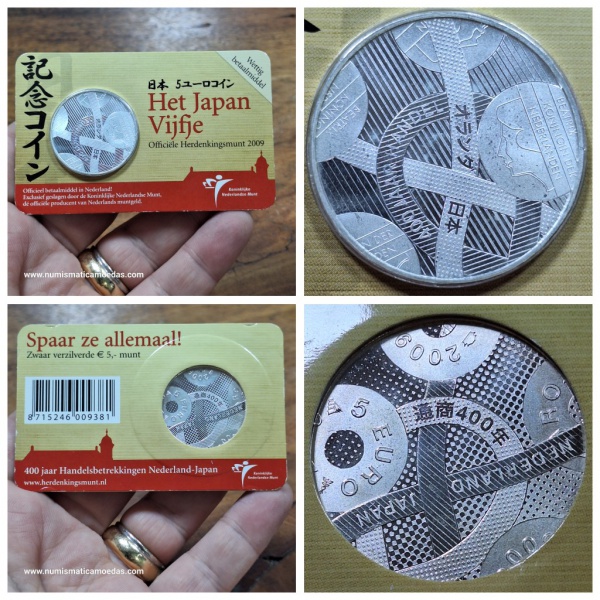 記念コイン
日本 5ユーロコイン
Wettig
betaalmiddel
Het Japan
Vijfje
Officiële Herdenkingsmunt 2009
Officieel betaalmiddel in Nederland!
Exclusief geslagen door de Koninklijke Nederlandse Munt,
dé officiële producent van Nederlands muntgeld.
Koninklijke
Nederlandse Munt
www.numismaticamoedas.com
オランダ
日本
Spaar ze allemaal!
Zwaar verzilverde € 5,- munt
8715246009381
400 jaar Handelsbetrekkingen Nederland-Japan
www.herdenkingsmunt.nl
Koninklijke
Nederlandse Munt
www.numismaticamoedas.com
2009
5 EURO
通商400年
NEDERLAND
JAPAN